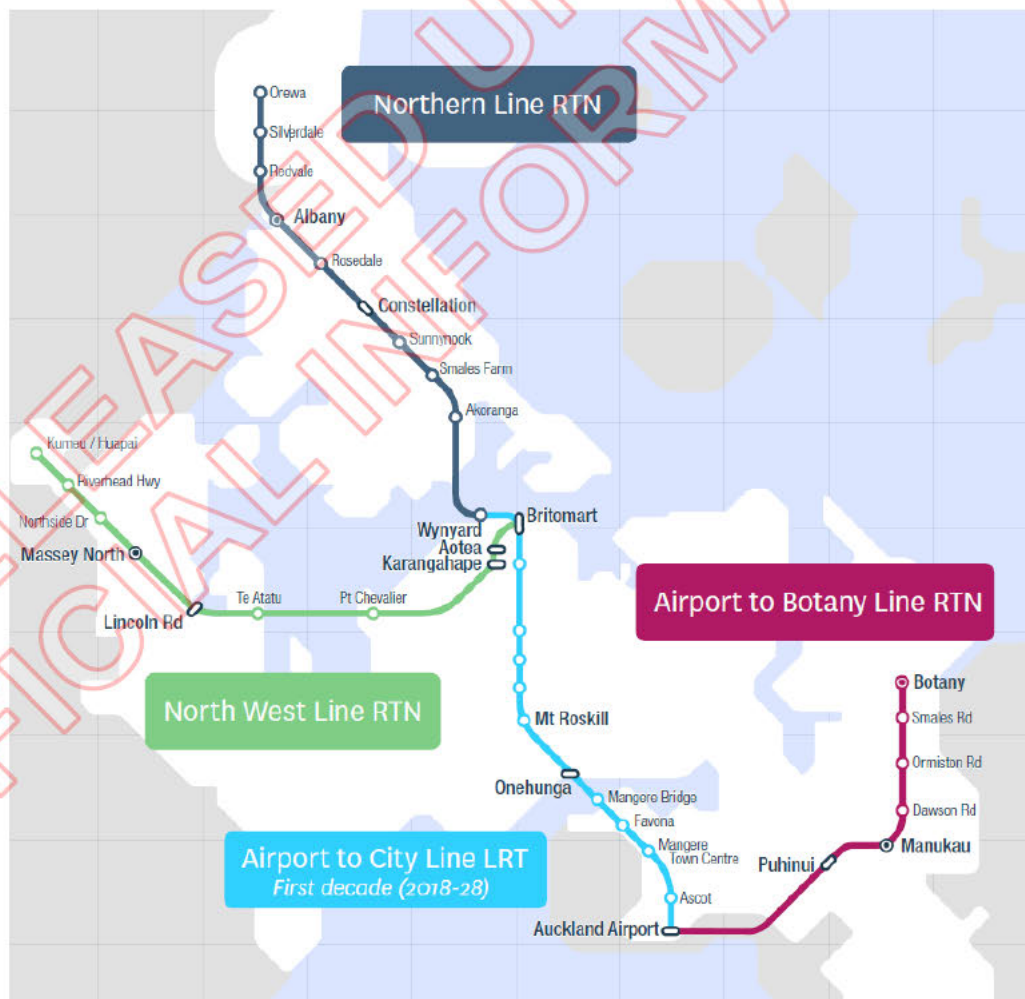 RELEASED U
OFFICIAL INFORMA
Orewa
Northern Line RTN
Silverdale
Redvale
Albany
Rosedale
Constellation
Sunnynook
Smales Farm
Akoranga
Kumeu / Huapai
Riverhead Hwy
Northside Dr
Massey North
Lincoln Rd
Te Atatu
Pt Chevalier
Wynyard
Britomart
Aotea
Karangahape
Airport to Botany Line RTN
North West Line RTN
Botany
Smales Rd
Ormiston Rd
Dawson Rd
Manukau
Puhinui
Mt Roskill
Onehunga
Mangere Bridge
Favona
Mangere
Town Centre
Ascot
Auckland Airport
Airport to City Line LRT
First decade (2018-28)